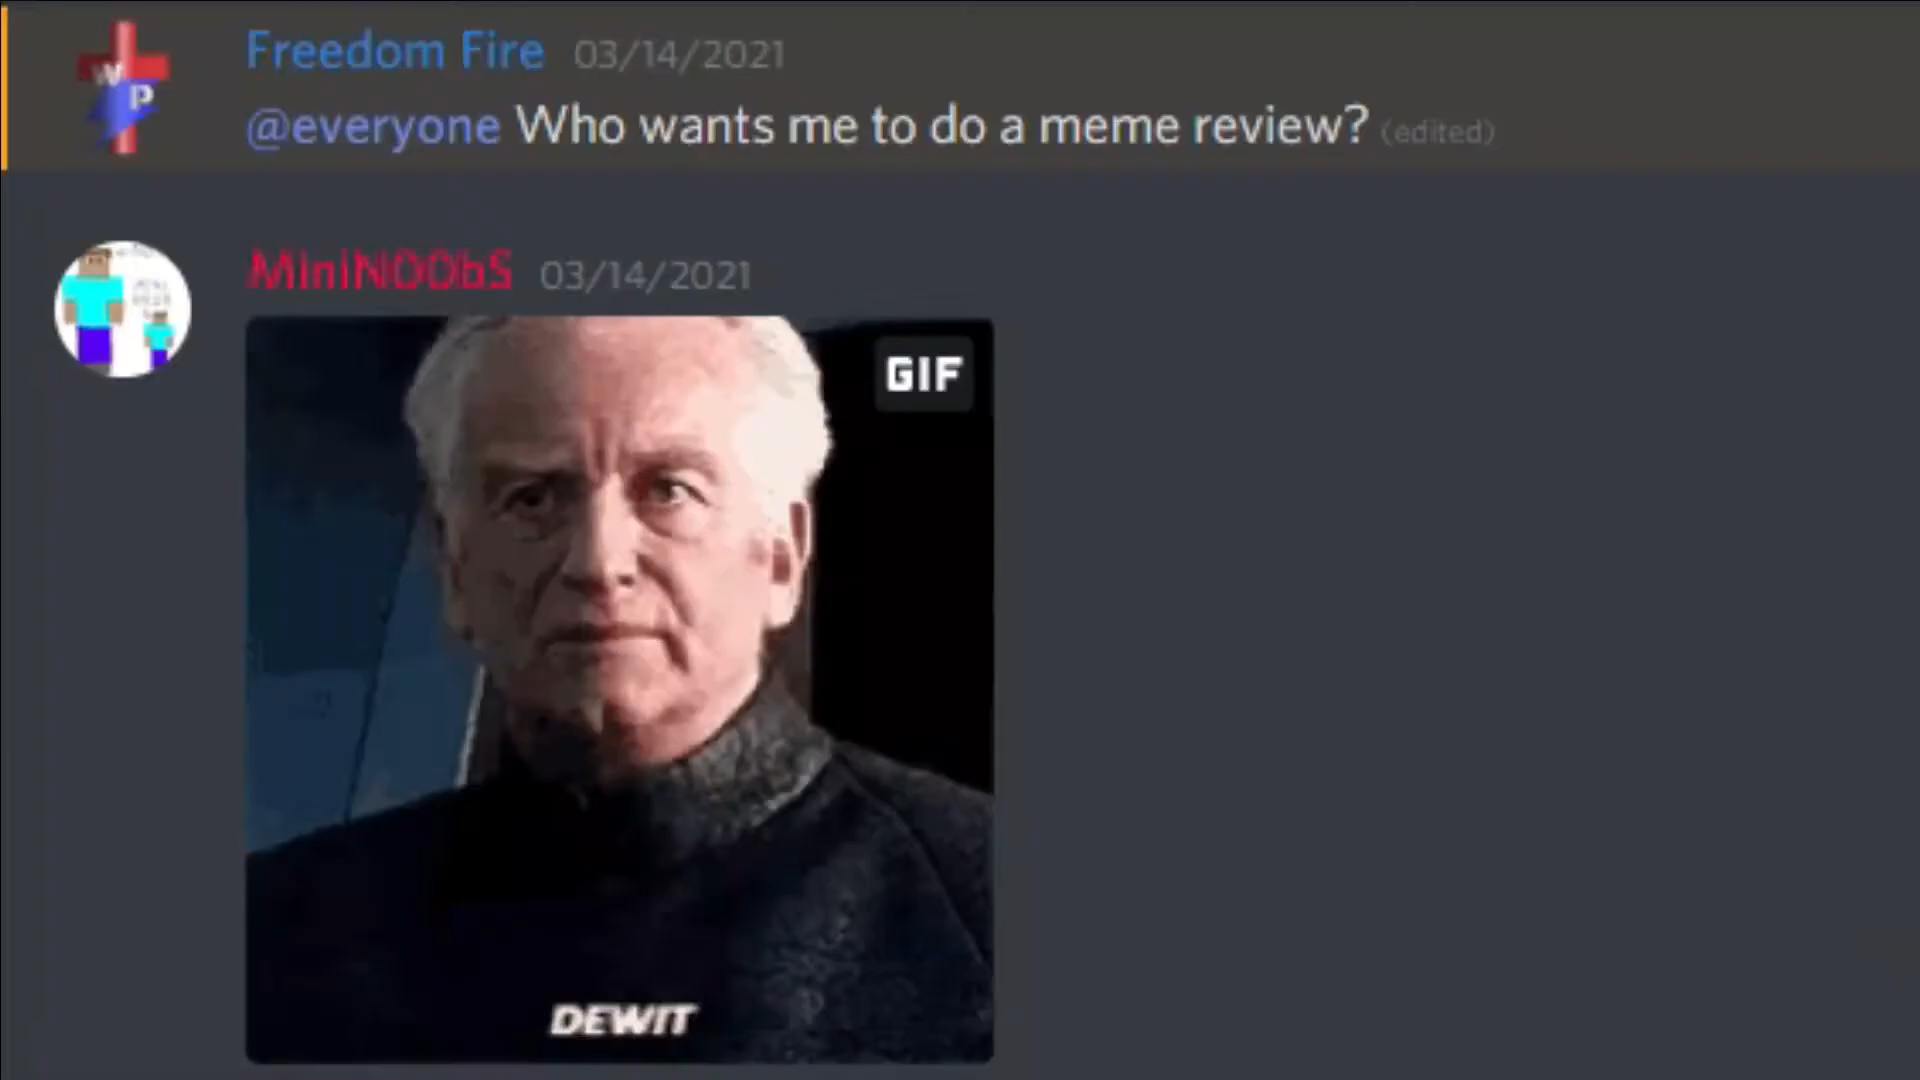 W
P
Freedom Fire 03/14/2021
@everyone Who wants me to do a meme review? (edited)
MiniN00bS 03/14/2021
GIF
DEWIT